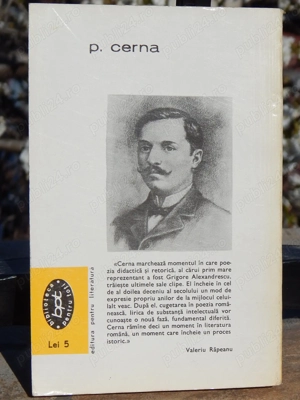 p. cerna
«Cerna marchează momentul în care poe-
zia didactică și retorică, al cărui prim mare
reprezentant a fost Grigore Alexandrescu,
trăiește ultimele sale clipe. El încheie în cel
de al doilea deceniu al secolului un mod de
expresie propriu anilor de la mijlocul celui-
lalt veac. După el, cugetarea în poezia romă-
nească, lirica de substanță intelectuală vor
cunoaște o nouă fază, fundamental diferită.
Cerna rămîne deci un moment în literatura
română, un moment care încheie un proces
istoric.»
Valeriu Râpeanu
editura pentru literatură
biblioteca
bpt
pentru toți
Lei 5